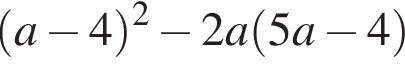 (a − 4)² − 2a(5a − 4)